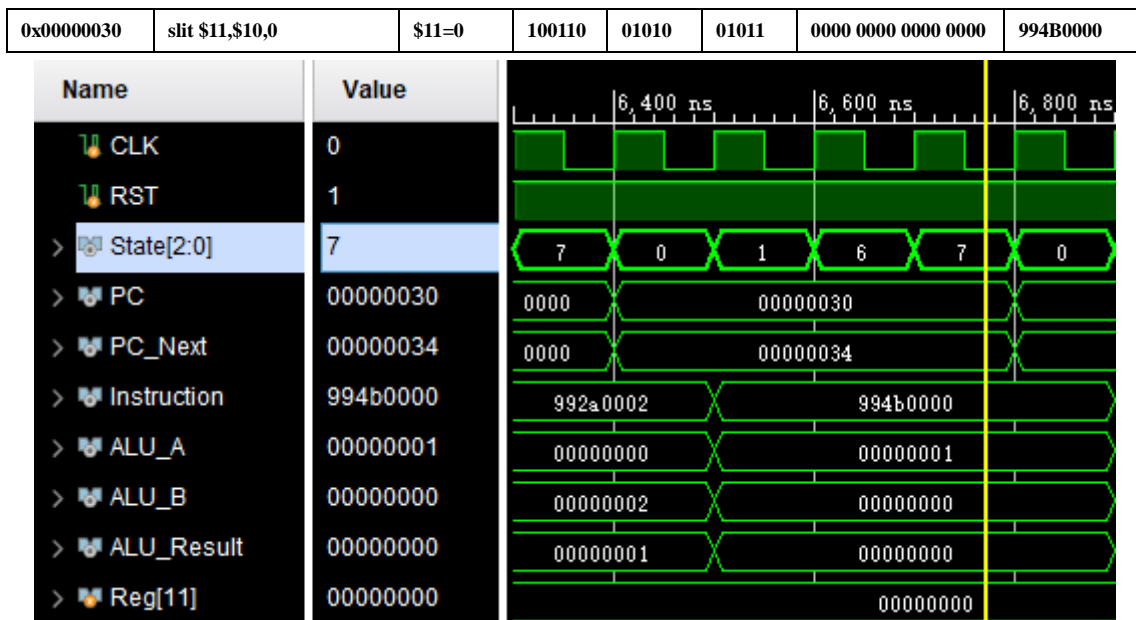 0x00000030 slit $11,$10,0 $11=0 100110 01010 01011 0000 0000 0000 0000 994B0000
Name Value 6,400 ns 6,600 ns 6,800 ns
CLK 0
RST 1
State[2:0] 7 7 0 1 6 7 0
PC 00000030 0000 00000030
PC_Next 00000034 0000 00000034
Instruction 994b0000 992a0002 994b0000
ALU_A 00000001 00000000 00000001
ALU_B 00000000 00000002 00000000
ALU_Result 00000000 00000001 00000000
Reg[11] 00000000 00000000